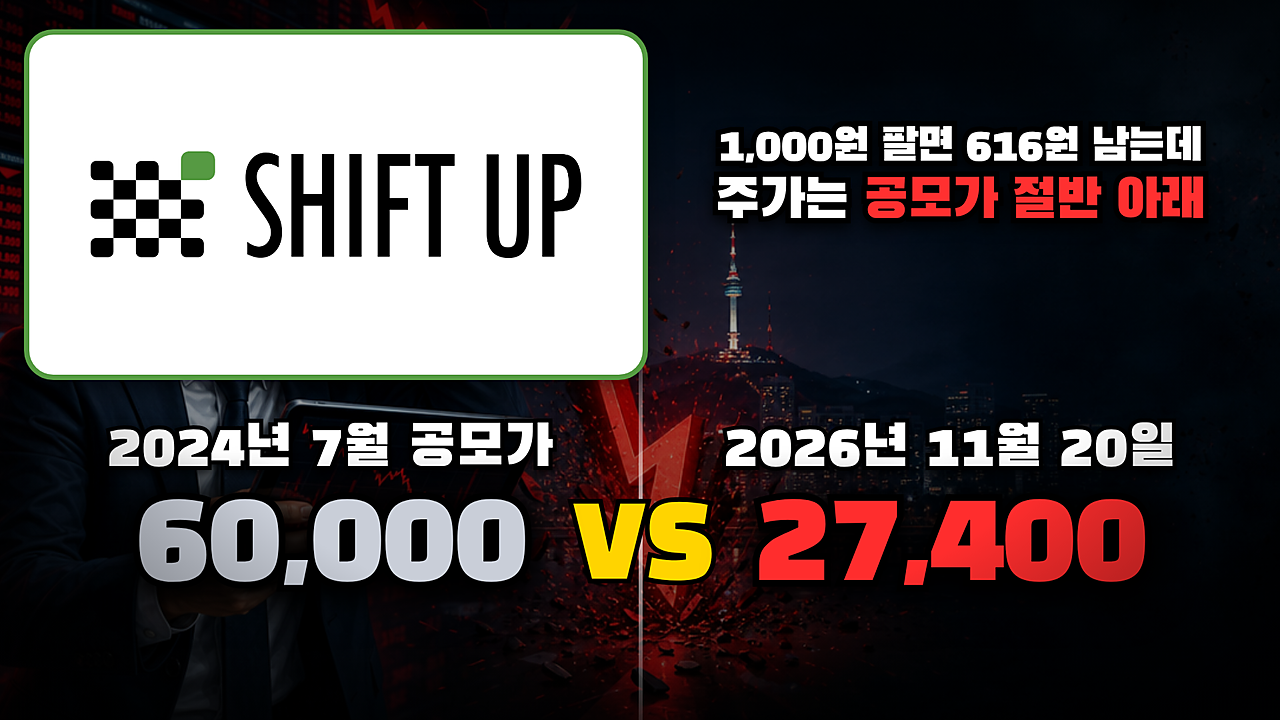 SHIFT UP
1,000원 팔면 616원 남는데
주가는 공모가 절반 아래
2024년 7월 공모가
2026년 11월 20일
60,000 VS 27,400